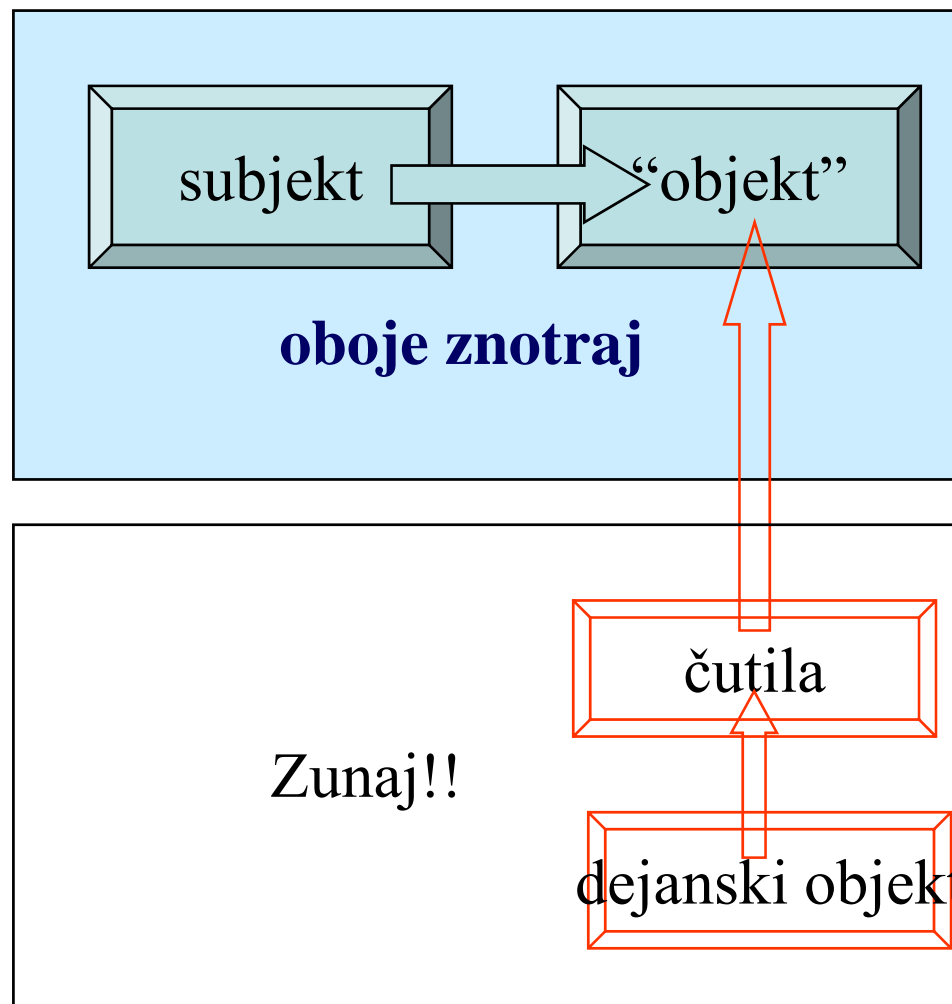 subjekt
“objekt”
oboje znotraj
čutila
Zunaj!!
dejanski objekt